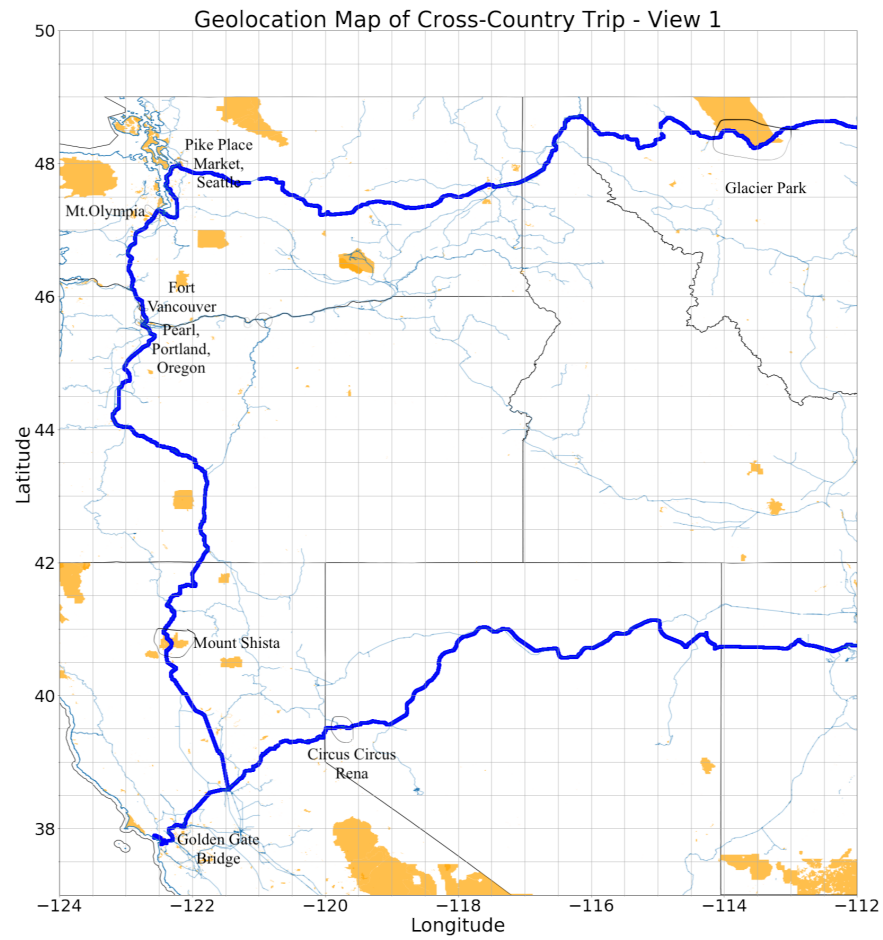 Geolocation Map of Cross-Country Trip - View 1
50
48
46
44
42
40
38
Latitude
Pike Place
Market,
Seattle
Mt.Olympia
Glacier Park
Fort
Vancouver
Pearl,
Portland,
Oregon
Mount Shista
Circus Circus
Rena
Golden Gate
Bridge
−124
−122
−120
−118
−116
−114
−112
Longitude